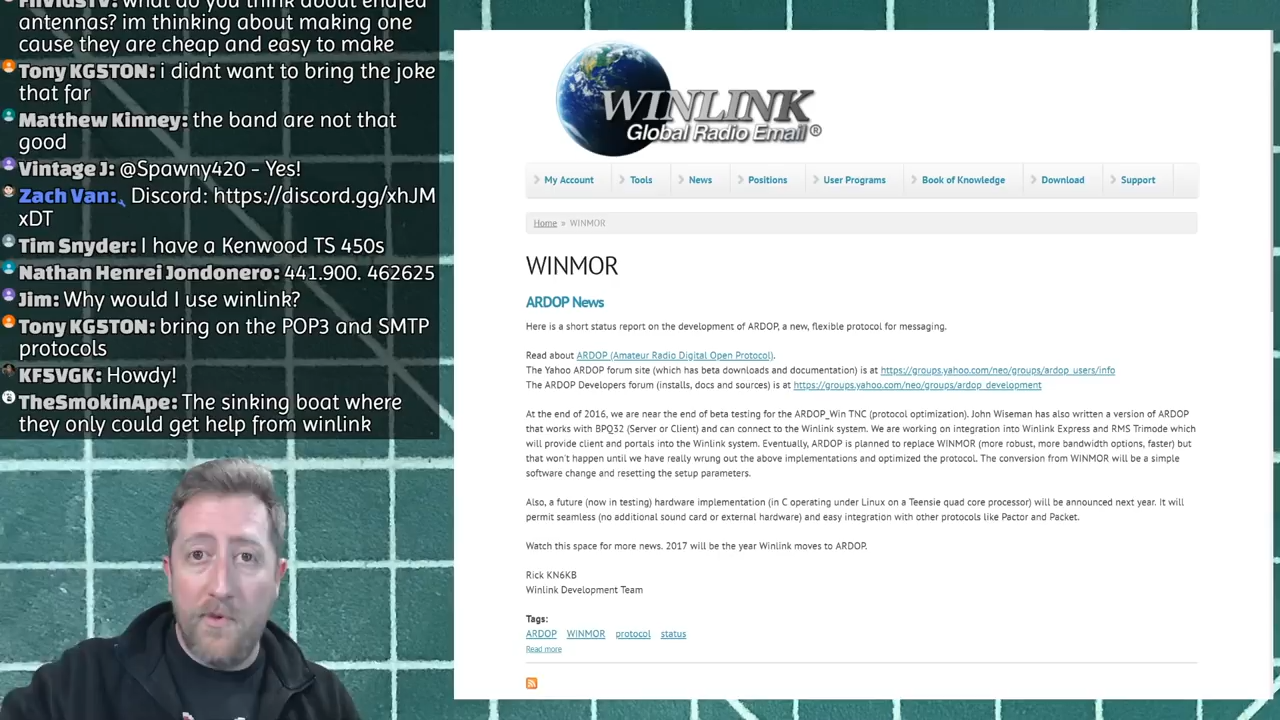 FhVidsTV: what do you think about endfed
antennas? im thinking about making one
cause they are cheap and easy to make
Tony KG5TON: i didnt want to bring the joke
that far
Matthew Kinney: the band are not that
good
Vintage J: @Spawny420 - Yes!
Zach Van: Discord: https://discord.gg/xhJM
xDT
Tim Snyder: I have a Kenwood TS 450s
Nathan Henrei Jondonero: 441.900. 462625
Jim: Why would I use winlink?
Tony KG5TON: bring on the POP3 and SMTP
protocols
KF5VGK: Howdy!
TheSmokinApe: The sinking boat where
they only could get help from winlink
WINLINK
Global Radio Email®
My Account
Tools
News
Positions
User Programs
Book of Knowledge
Download
Support
Home » WINMOR
WINMOR
ARDOP News
Here is a short status report on the development of ARDOP, a new, flexible protocol for messaging.
Read about ARDOP (Amateur Radio Digital Open Protocol).
The Yahoo ARDOP forum site (which has beta downloads and documentation) is at https://groups.yahoo.com/neo/groups/ardop_users/info
The ARDOP Developers forum (installs, docs and sources) is at https://groups.yahoo.com/neo/groups/ardop_development
At the end of 2016, we are near the end of beta testing for the ARDOP_Win TNC (protocol optimization). John Wiseman has also written a version of ARDOP
that works with BPQ32 (Server or Client) and can connect to the Winlink system. We are working on integration into Winlink Express and RMS Trimode which
will provide client and portals into the Winlink system. Eventually, ARDOP is planned to replace WINMOR (more robust, more bandwidth options, faster) but
that won't happen until we have really wrung out the above implementations and optimized the protocol. The conversion from WINMOR will be a simple
software change and resetting the setup parameters.
Also, a future (now in testing) hardware implementation (in C operating under Linux on a Teensie quad core processor) will be announced next year. It will
permit seamless (no additional sound card or external hardware) and easy integration with other protocols like Pactor and Packet.
Watch this space for more news. 2017 will be the year Winlink moves to ARDOP.
Rick KN6KB
Winlink Development Team
Tags:
ARDOP WINMOR protocol status
Read more